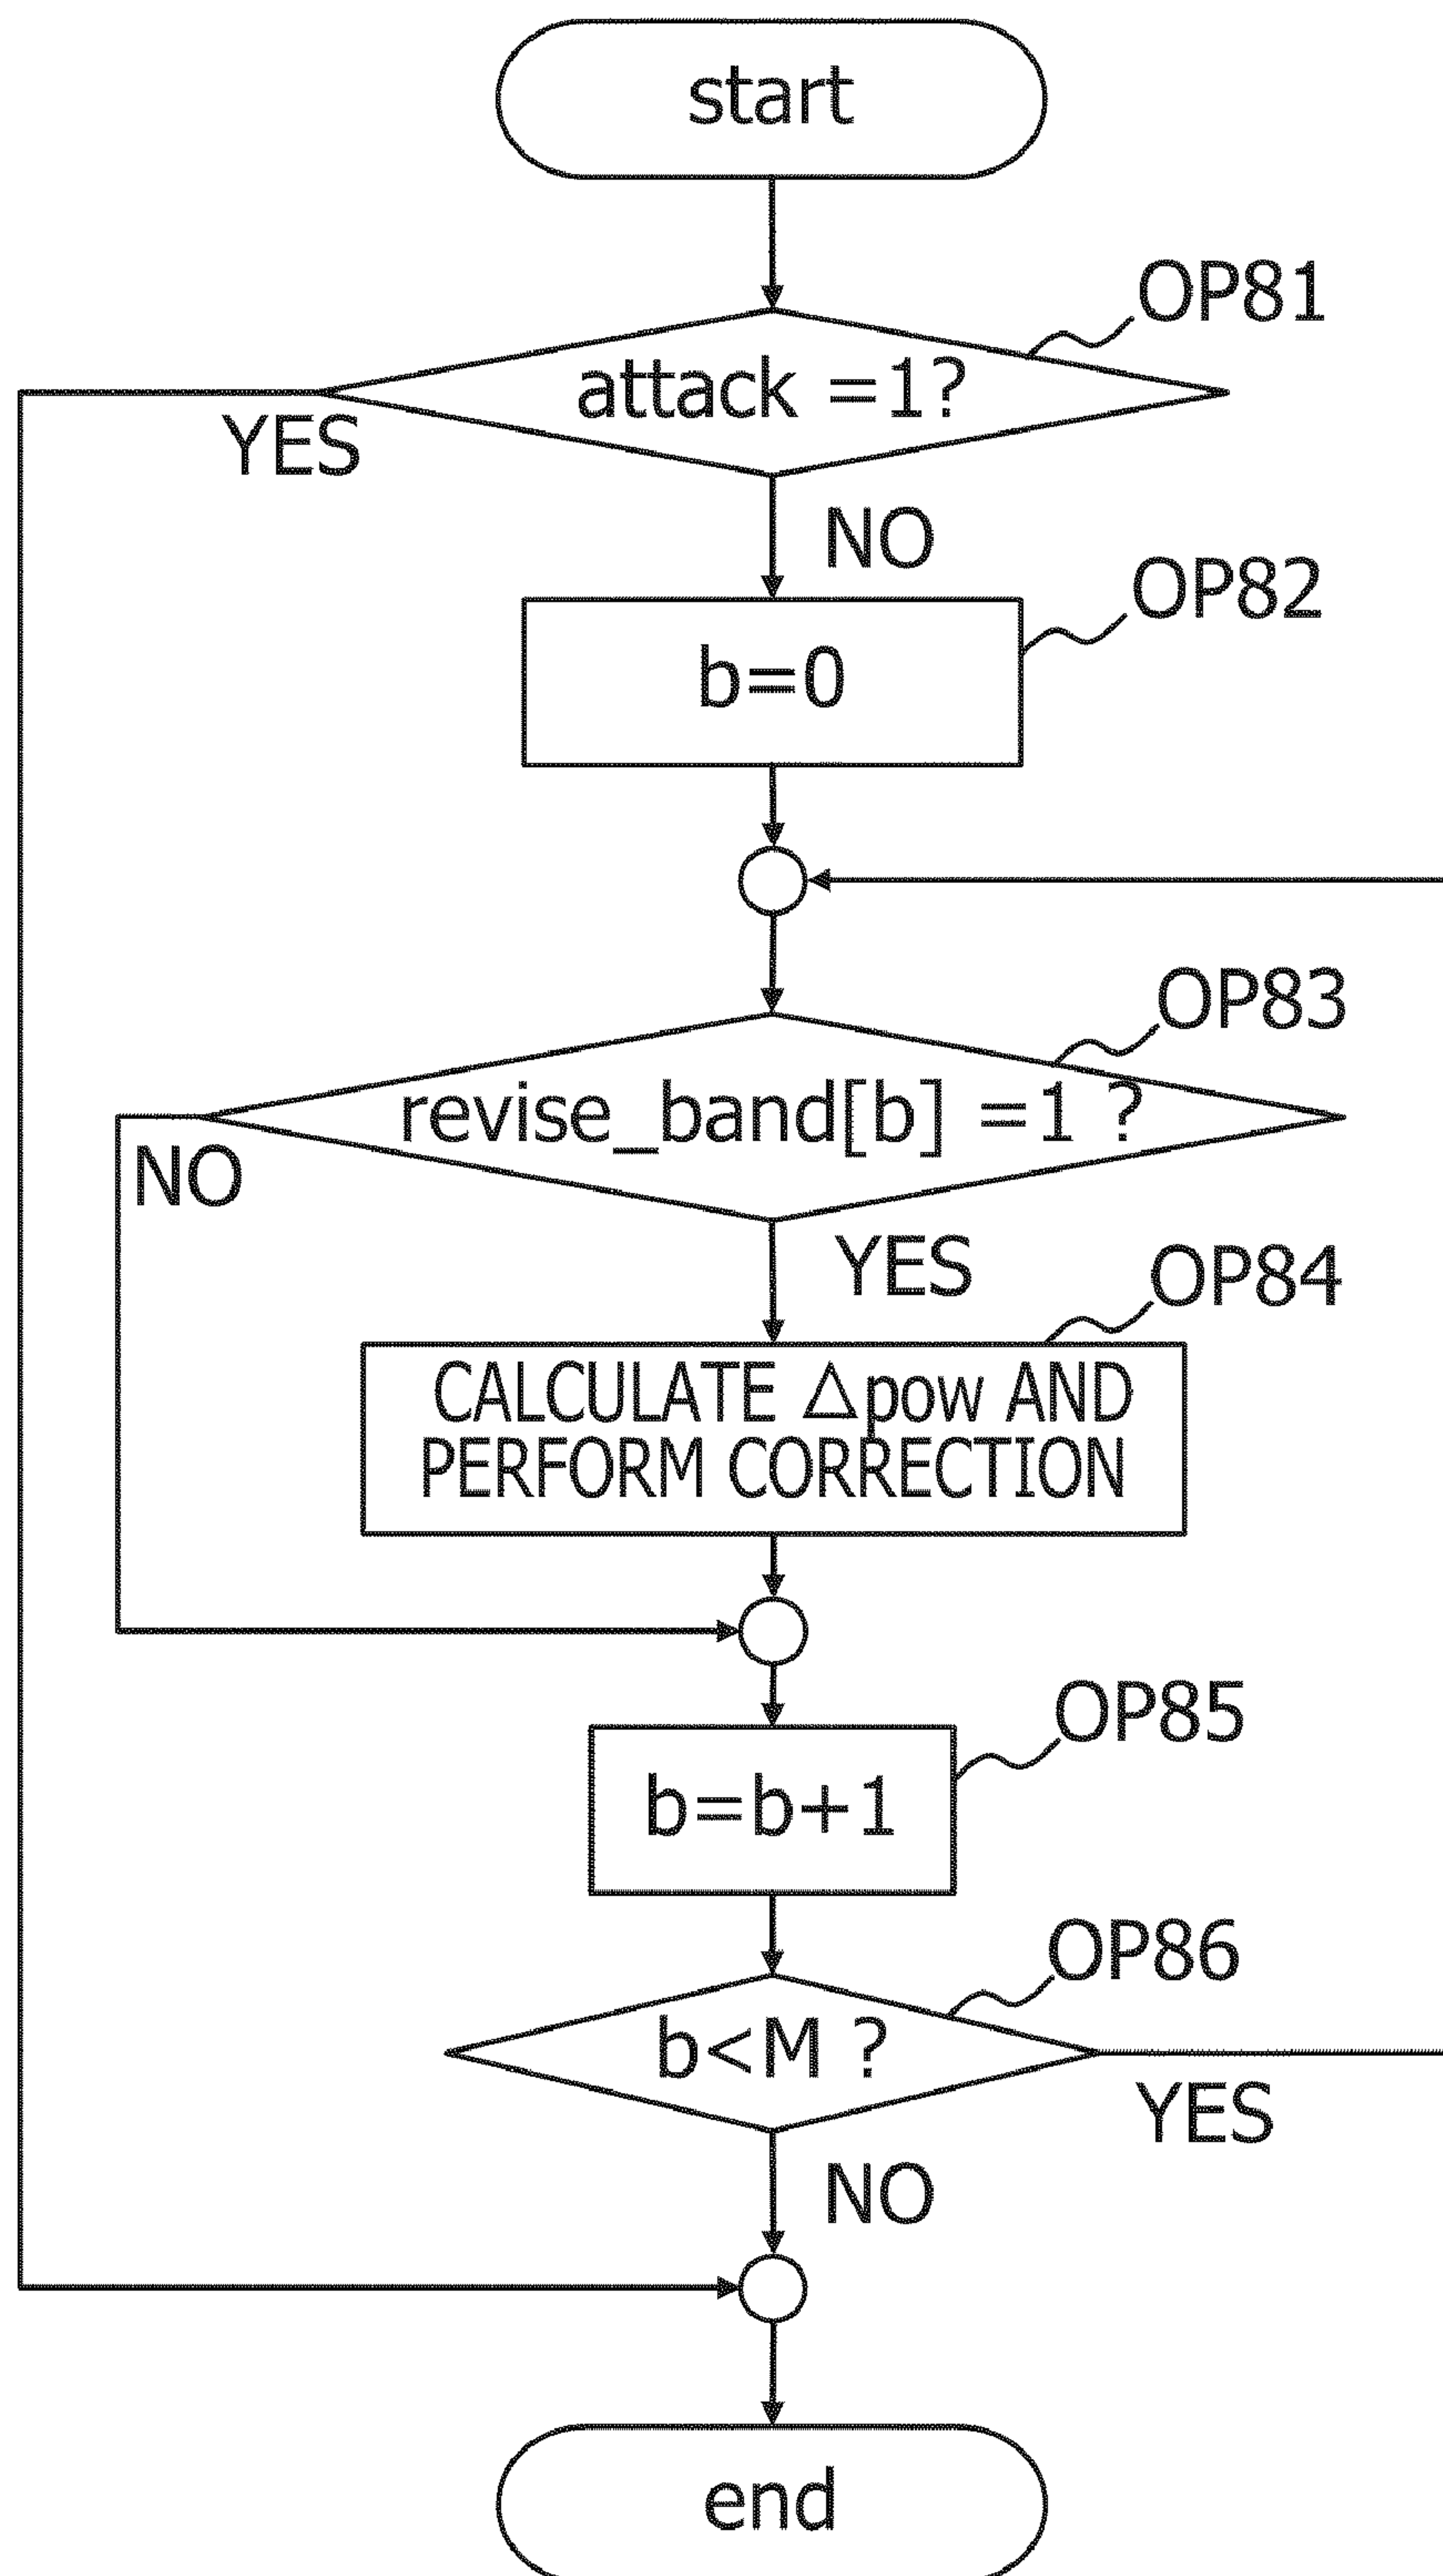 start
OP81
attack =1?
YES
NO
OP82
b=0
OP83
revise_band[b] =1 ?
NO
YES
OP84
CALCULATE △pow AND
PERFORM CORRECTION
OP85
b=b+1
OP86
b<M ?
YES
NO
end